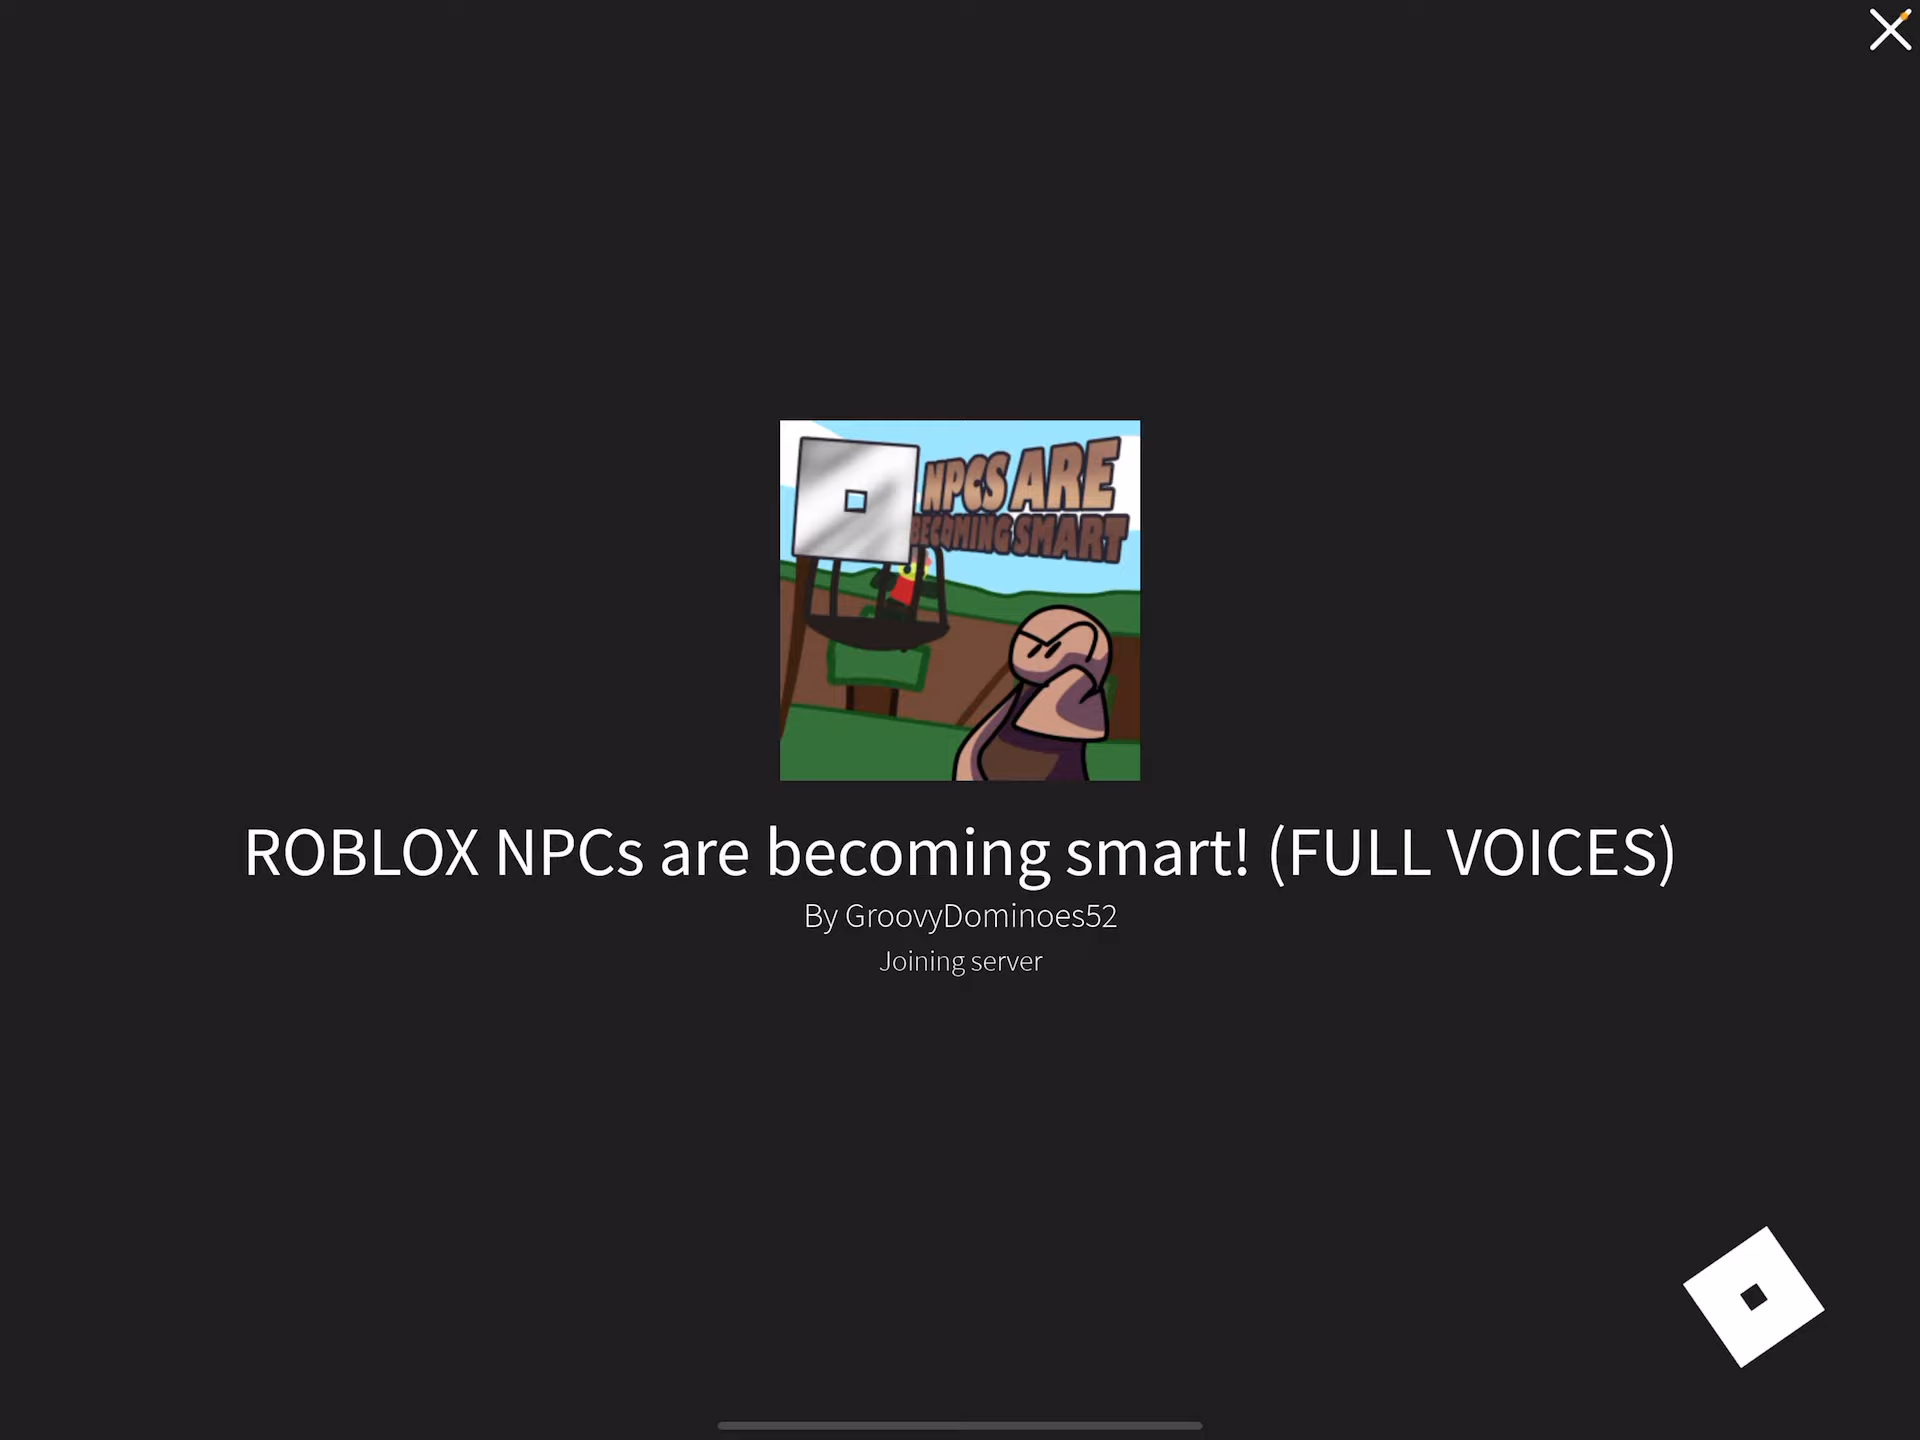 NPCS ARE
BECOMING SMART
ROBLOX NPCs are becoming smart! (FULL VOICES)
By GroovyDominoes52
Joining server